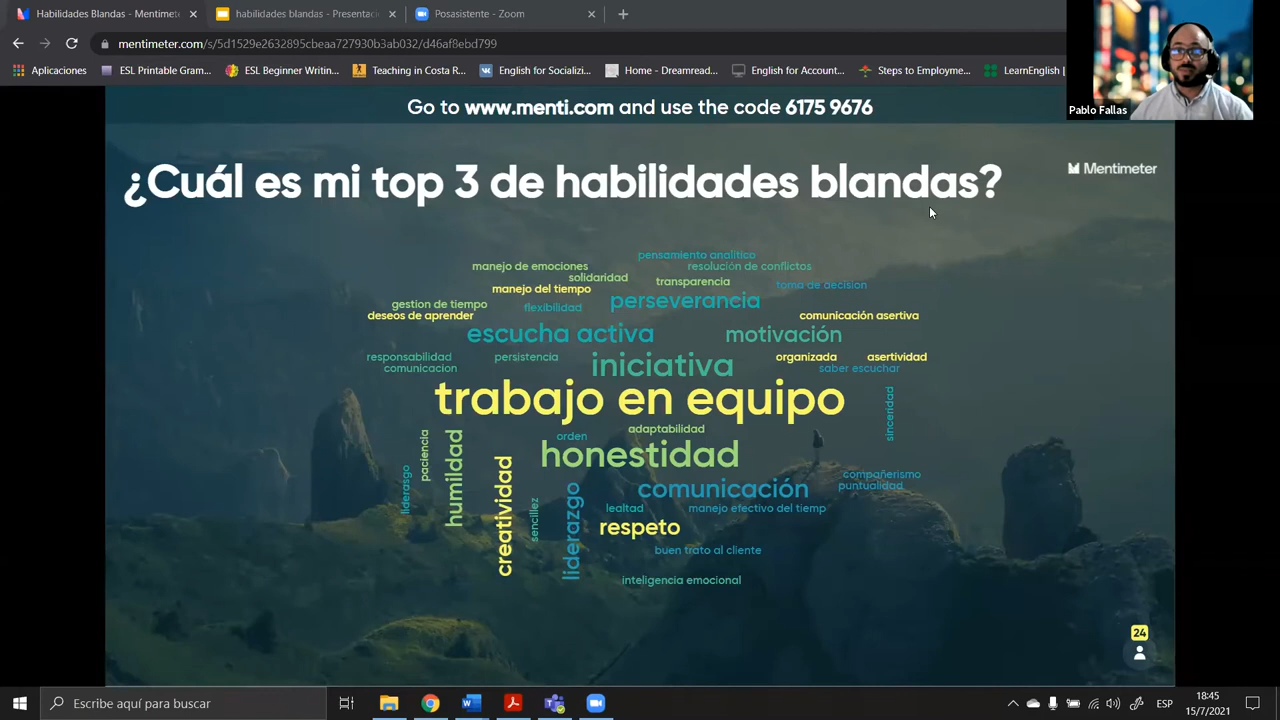 Habilidades Blandas - Mentimete
habilidades blandas - Presentaci
Posasistente - Zoom
mentimeter.com/s/5d1529e2632895cbeaa727930b3ab032/d46af8ebd799
Aplicaciones
ESL Printable Gram...
ESL Beginner Writin...
Teaching in Costa R...
English for Socializi...
Home - Dreamread...
English for Account...
Steps to Employme...
LearnEnglish |
Pablo Fallas
Go to www.menti.com and use the code 6175 9676
¿Cuál es mi top 3 de habilidades blandas?
Mentimeter
pensamiento analítico
manejo de emociones
resolución de conflictos
solidaridad
transparencia
manejo del tiempo
toma de decision
perseverancia
gestion de tiempo
flexibilidad
deseos de aprender
comunicación asertiva
escucha activa
motivación
responsabilidad
persistencia
iniciativa
organizada
asertividad
comunicacion
saber escuchar
trabajo en equipo
sinceridad
adaptabilidad
orden
paciencia
humildad
honestidad
liderasgo
creatividad
sencillez
liderazgo
comunicación
compañerismo
puntualidad
lealtad
manejo efectivo del tiemp
respeto
buen trato al cliente
inteligencia emocional
24
Escribe aquí para buscar
ESP
18:45
15/7/2021